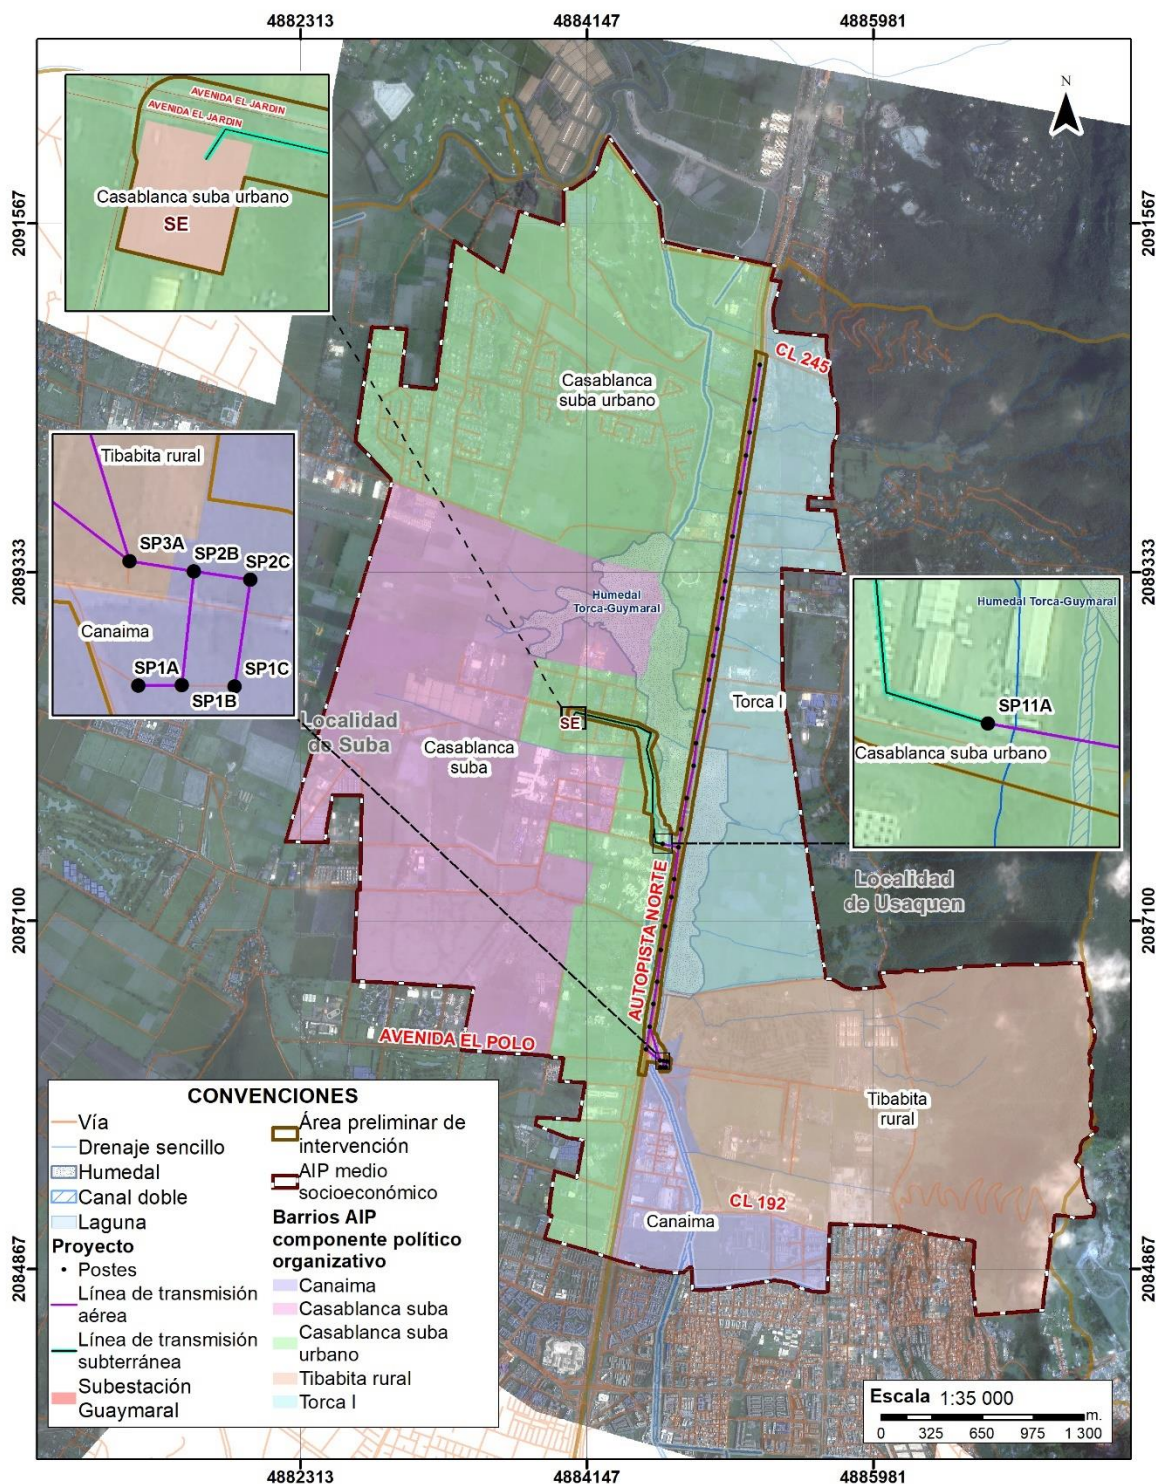 4882313
4884147
4885981
N
2091567
2091567
AVENIDA EL JARDIN
AVENIDA EL JARDIN
Casablanca suba urbano
SE
CL 245
Casablanca
suba urbano
Tibabita rural
SP3A
SP2B
SP2C
Canaima
SP1A
SP1C
SP1B
2089333
2089333
Humedal
Torca-Guymaral
Humedal Torca-Guymaral
SP11A
Casablanca suba urbano
Torca I
Localidad
de Suba
SE
Casablanca
suba
Localidad
de Usaquen
2087100
2087100
AUTOPISTA NORTE
AVENIDA EL POLO
Tibabita
rural
CL 192
Canaima
2084867
2084867
CONVENCIONES
Vía
Drenaje sencillo
Humedal
Canal doble
Laguna
Proyecto
Postes
Línea de transmisión
aérea
Línea de transmisión
subterránea
Subestación
Guaymaral
Área preliminar de
intervención
AIP medio
socioeconómico
Barrios AIP
componente político
organizativo
Canaima
Casablanca suba
Casablanca suba
urbano
Tibabita rural
Torca I
Escala 1:35 000
m.
0 325 650 975 1.300
4882313
4884147
4885981